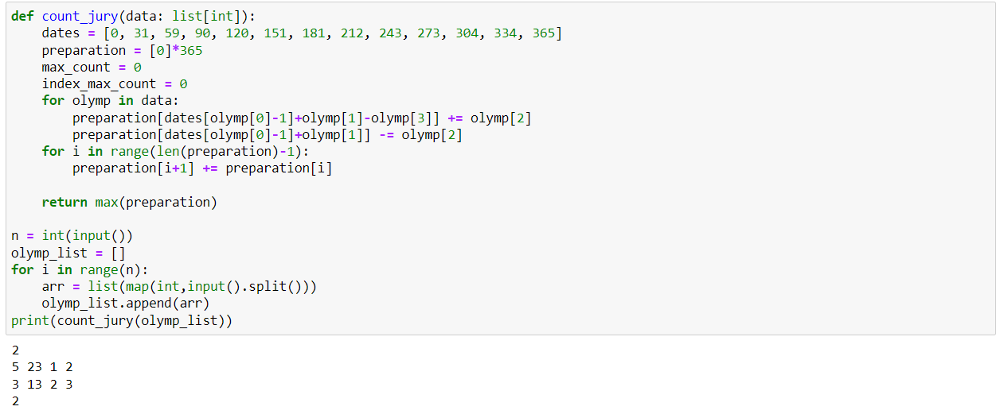 def count_jury(data: list[int]):
    dates = [0, 31, 59, 90, 120, 151, 181, 212, 243, 273, 304, 334, 365]
    preparation = [0]*365
    max_count = 0
    index_max_count = 0
    for olymp in data:
        preparation[dates[olymp[0]-1]+olymp[1]-olymp[3]] += olymp[2]
        preparation[dates[olymp[0]-1]+olymp[1]] -= olymp[2]
    for i in range(len(preparation)-1):
        preparation[i+1] += preparation[i]

    return max(preparation)

n = int(input())
olymp_list = []
for i in range(n):
    arr = list(map(int,input().split()))
    olymp_list.append(arr)
print(count_jury(olymp_list))
2
5 23 1 2
3 13 2 3
2